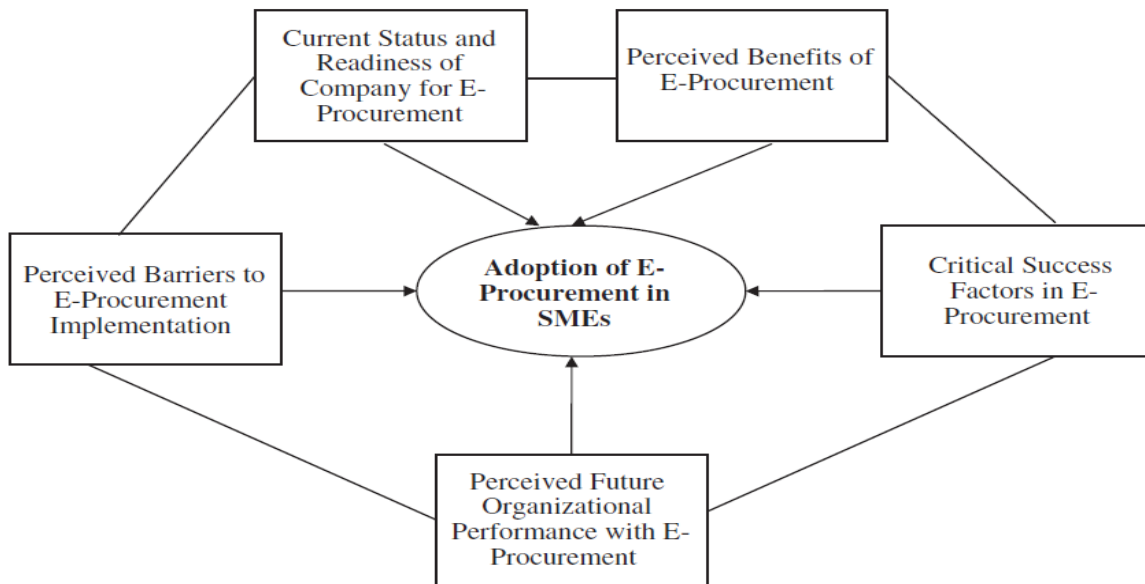 Current Status and
Readiness of
Company for E-
Procurement
Perceived Benefits of
E-Procurement
Perceived Barriers to
E-Procurement
Implementation
Adoption of E-
Procurement in
SMEs
Critical Success
Factors in E-
Procurement
Perceived Future
Organizational
Performance with E-
Procurement